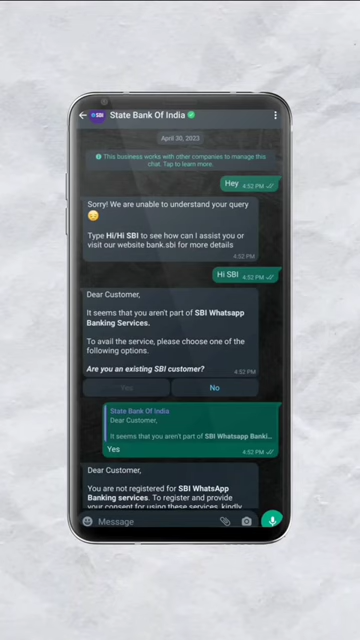 SBI State Bank Of India
April 30, 2023
This business works with other companies to manage this
chat. Tap to learn more.
Hey 4:52 PM
Sorry! We are unable to understand your query
Type Hi/Hi SBI to see how can I assist you or
visit our website bank.sbi for more details
4:52 PM
Hi SBI 4:52 PM
Dear Customer,
It seems that you aren't part of SBI Whatsapp
Banking Services.
To avail the service, please choose one of the
following options.
Are you an existing SBI customer?
4:52 PM
Yes No
State Bank Of India
Dear Customer,
It seems that you aren't part of SBI Whatsapp Banki...
Yes
4:52 PM
Dear Customer,
You are not registered for SBI WhatsApp
Banking services. To register and provide
your consent for using these services, kindly
Message